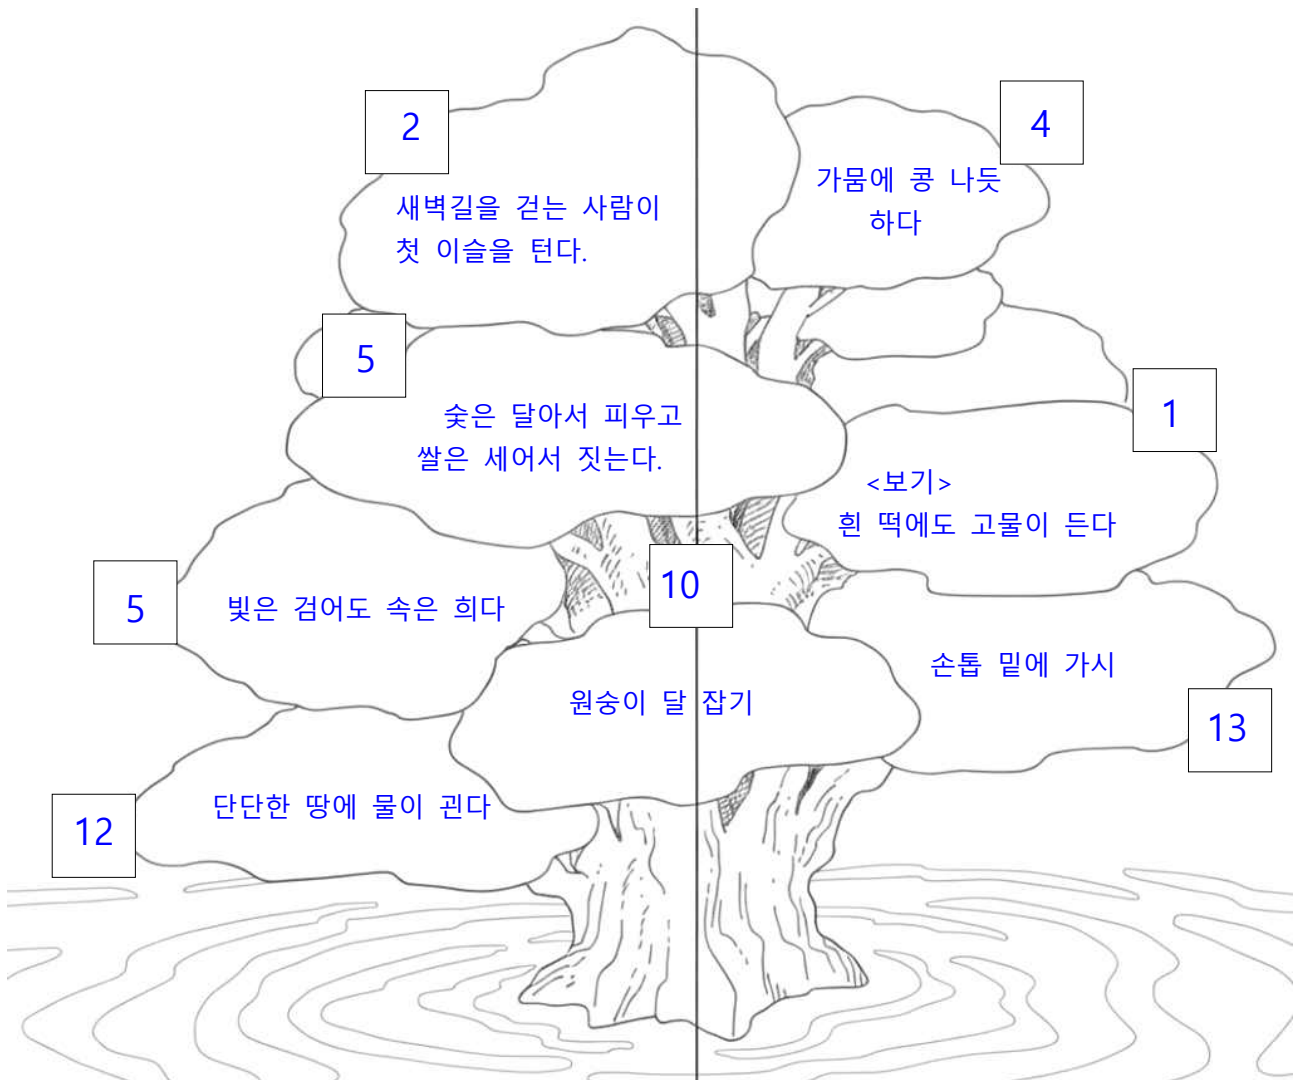 2
새벽길을 걷는 사람이
첫 이슬을 턴다.
4
가뭄에 콩 나듯
하다
5
숯은 달아서 피우고
쌀은 세어서 짓는다.
1
<보기>
흰 떡에도 고물이 든다
5
빛은 검어도 속은 희다
10
원숭이 달 잡기
손톱 밑에 가시
13
12
단단한 땅에 물이 괸다